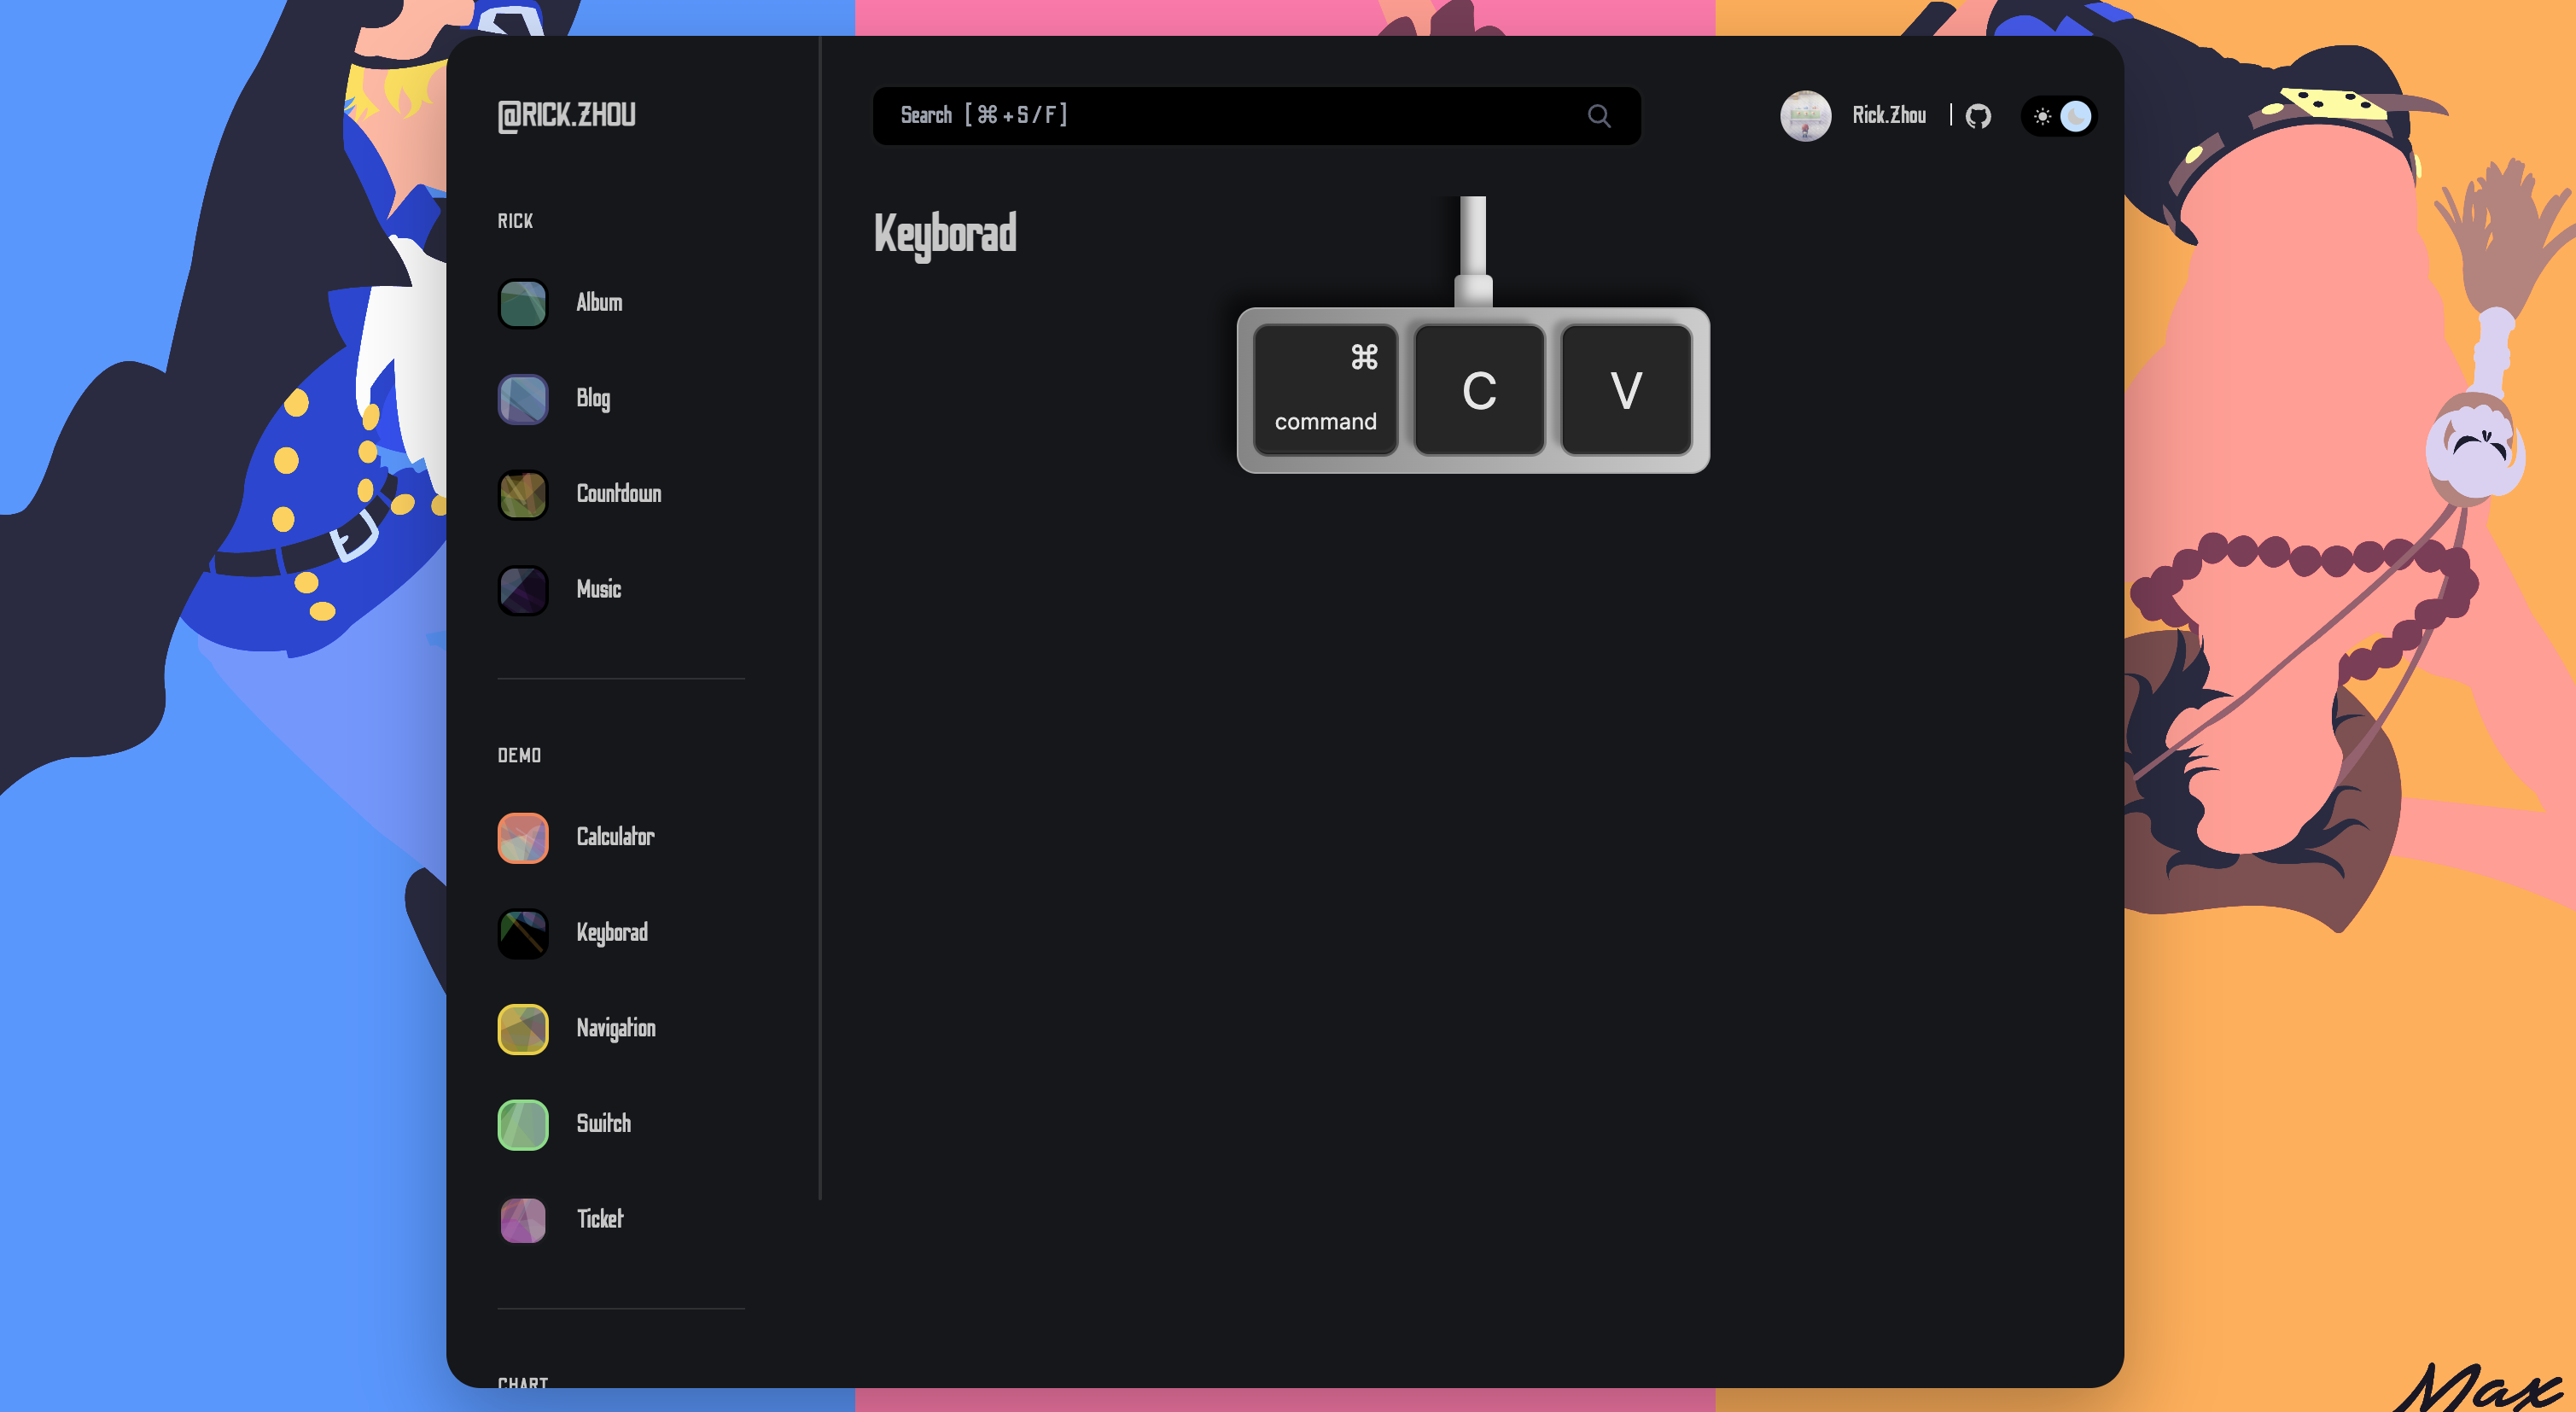 @RICK.ZHOU
Search [ ⌘ + S / F ]
Rick.Zhou
RICK
Album
Blog
Countdown
Music
DEMO
Calculator
Keyborad
Navigation
Switch
Ticket
CHART
Keyborad
⌘
command
C
V
Max